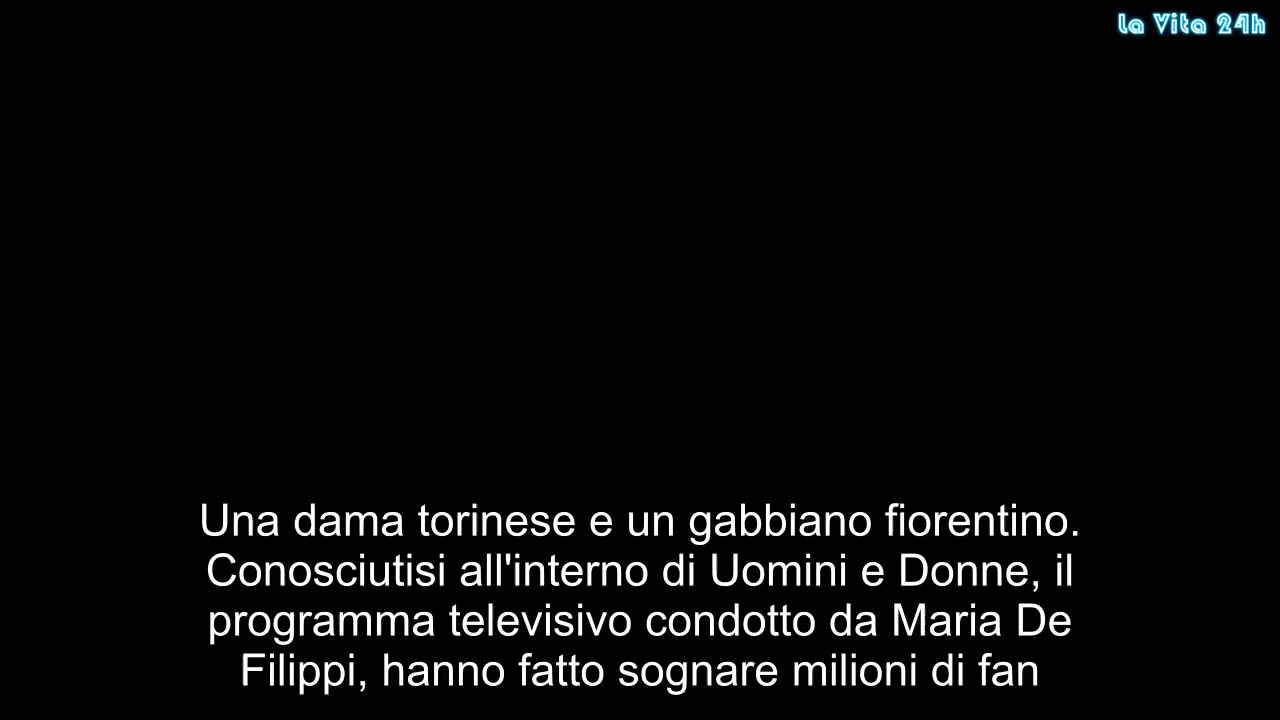 La Vita 24h
Una dama torinese e un gabbiano fiorentino.
Conosciutisi all'interno di Uomini e Donne, il
programma televisivo condotto da Maria De
Filippi, hanno fatto sognare milioni di fan